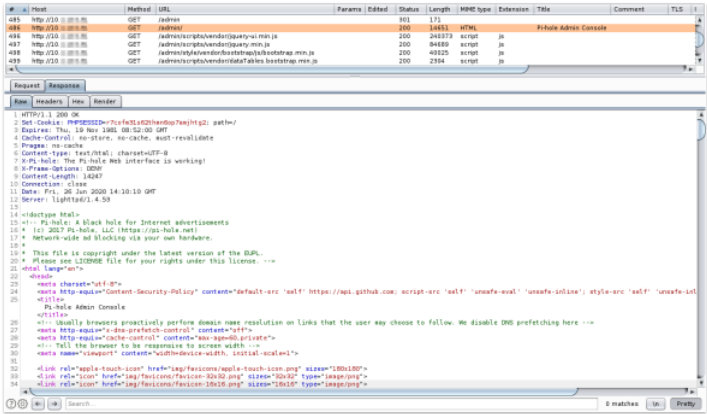 # Host Method URL Params Edited Status Length MIME type Extension Title Comment TLS
485 http://10. GET /admin 301 171
486 http://10. GET /admin/ 200 14651 HTML Pi-hole Admin Console
487 http://10. GET /admin/scripts/vendor/jquery-ui.min.js 200 240373 script js
490 http://10. GET /admin/scripts/vendor/jquery.min.js 200 84689 script js
498 http://10. GET /admin/style/vendor/bootstrap/js/bootstrap.min.js 200 40025 script js
499 http://10. GET /admin/scripts/vendor/dataTables.bootstrap.min.js 200 2304 script js
Request Response
Raw Headers Hex Render
1 HTTP/1.1 200 OK
2 Set-Cookie: path=/
3 Expires: Thu, 19 Nov 1981 08:52:00 GMT
4 Cache-Control: no-store, no-cache, must-revalidate
5 Pragma: no-cache
6 Content-type: text/html; charset=UTF-8
7 X-Pi-hole: The Pi-hole Web interface is working!
8 X-Frame-Options: DENY
9 Content-Length: 14247
10 Connection: close
11 Date: Fri, 26 Jun 2020 14:10:10 GMT
12 Server: lighttpd/1.4.53
13
14 <!doctype html>
15 <!-- Pi-hole: A black hole for Internet advertisements
16 * (c) 2017 Pi-hole, LLC (https://pi-hole.net)
17 * Network-wide ad blocking via your own hardware.
18 *
19 * This file is copyright under the latest version of the EUPL.
20 * Please see LICENSE file for your rights under this license. -->
21 <html lang="en">
22 <head>
23 <meta charset="utf-8">
24 <meta http-equiv="Content-Security-Policy" content="default-src 'self' https://api.github.com; script-src 'self' 'unsafe-eval' 'unsafe-inline'; style-src 'self' 'unsafe-inl
25 <title>
Pi-hole Admin Console
</title>
26 <!-- Usually browsers proactively perform domain name resolution on links that the user may choose to follow. We disable DNS prefetching here -->
27 <meta http-equiv="x-dns-prefetch-control" content="off">
28 <meta http-equiv="cache-control" content="max-age=60,private">
29 <!-- Tell the browser to be responsive to screen width -->
30 <meta name="viewport" content="width=device-width, initial-scale=1">
31
32 <link rel="apple-touch-icon" href="img/favicons/apple-touch-icon.png" sizes="180x180">
33 <link rel="icon" href="img/favicons/favicon-32x32.png" sizes="32x32" type="image/png">
34 <link rel="icon" href="img/favicons/favicon-16x16.png" sizes="16x16" type="image/png">
Search... 0 matches \n Pretty